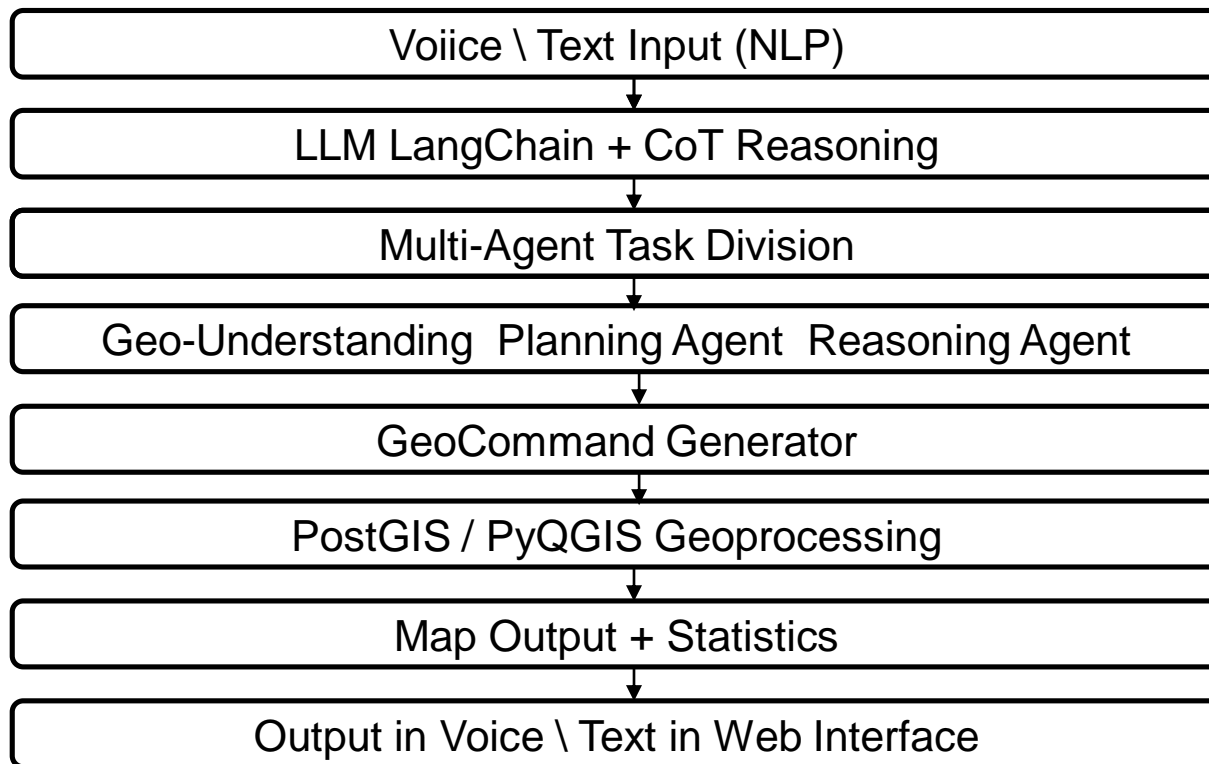 Voiice \ Text Input (NLP)
LLM LangChain + CoT Reasoning
Multi-Agent Task Division
Geo-Understanding  Planning Agent  Reasoning Agent
GeoCommand Generator
PostGIS / PyQGIS Geoprocessing
Map Output + Statistics
Output in Voice \ Text in Web Interface